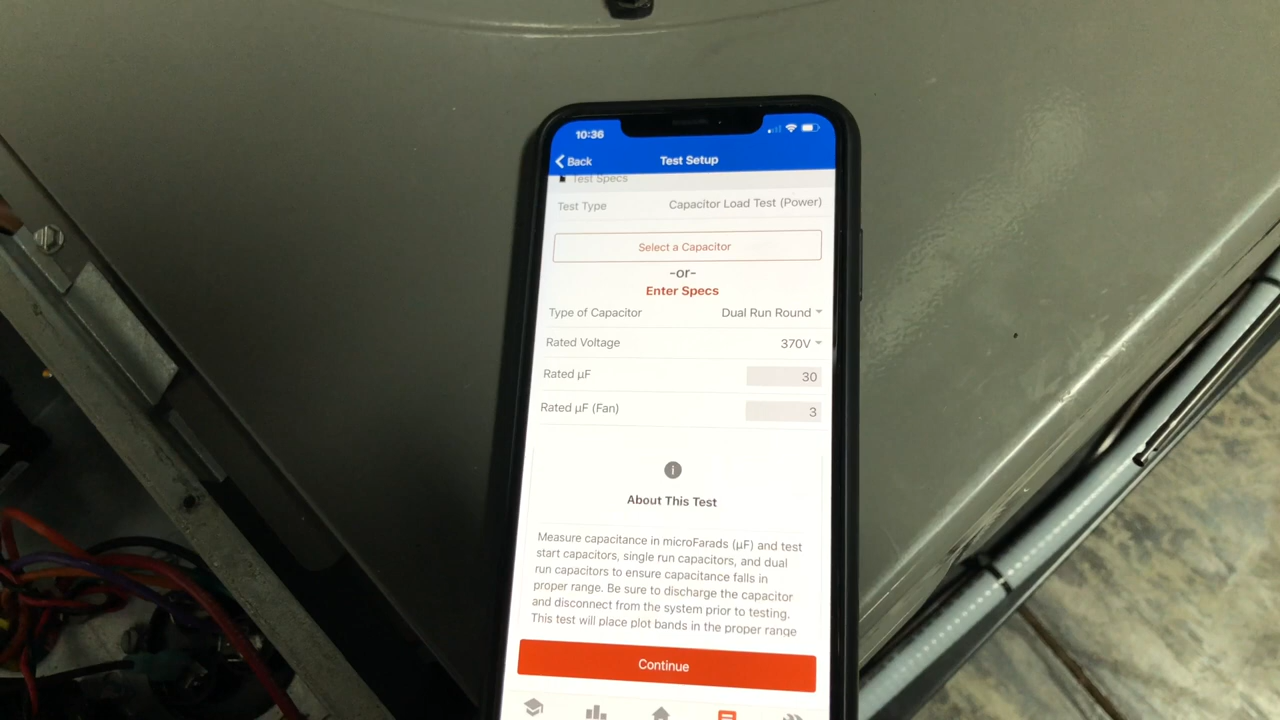 10:36
Back
Test Setup
Test Specs
Test Type
Capacitor Load Test (Power)
Select a Capacitor
-or-
Enter Specs
Type of Capacitor
Dual Run Round
Rated Voltage
370V
Rated µF
30
Rated µF (Fan)
3
i
About This Test
Measure capacitance in microFarads (µF) and test
start capacitors, single run capacitors, and dual
run capacitors to ensure capacitance falls in
proper range. Be sure to discharge the capacitor
and disconnect from the system prior to testing.
This test will place plot bands in the proper range
Continue